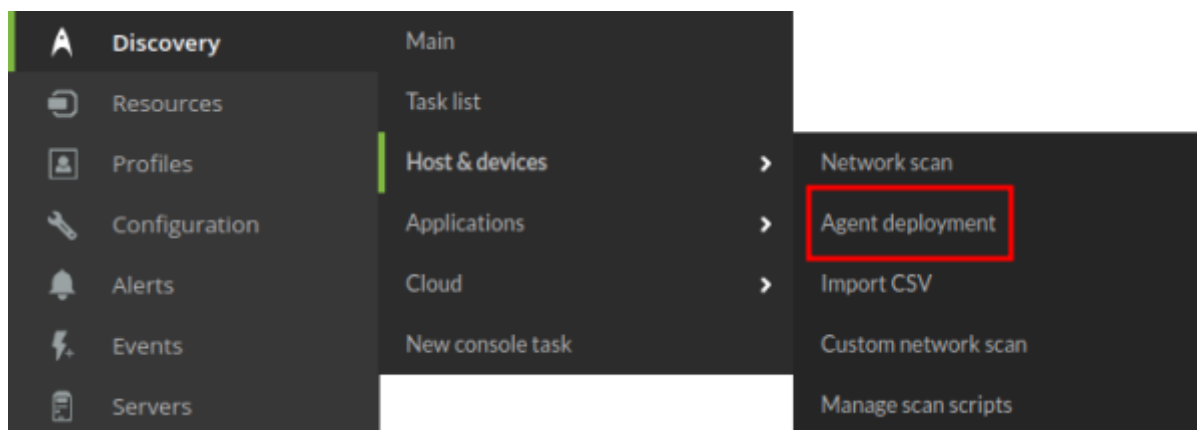 Discovery
Resources
Profiles
Configuration
Alerts
Events
Servers
Main
Task list
Host & devices
Applications
Cloud
New console task
Network scan
Agent deployment
Import CSV
Custom network scan
Manage scan scripts